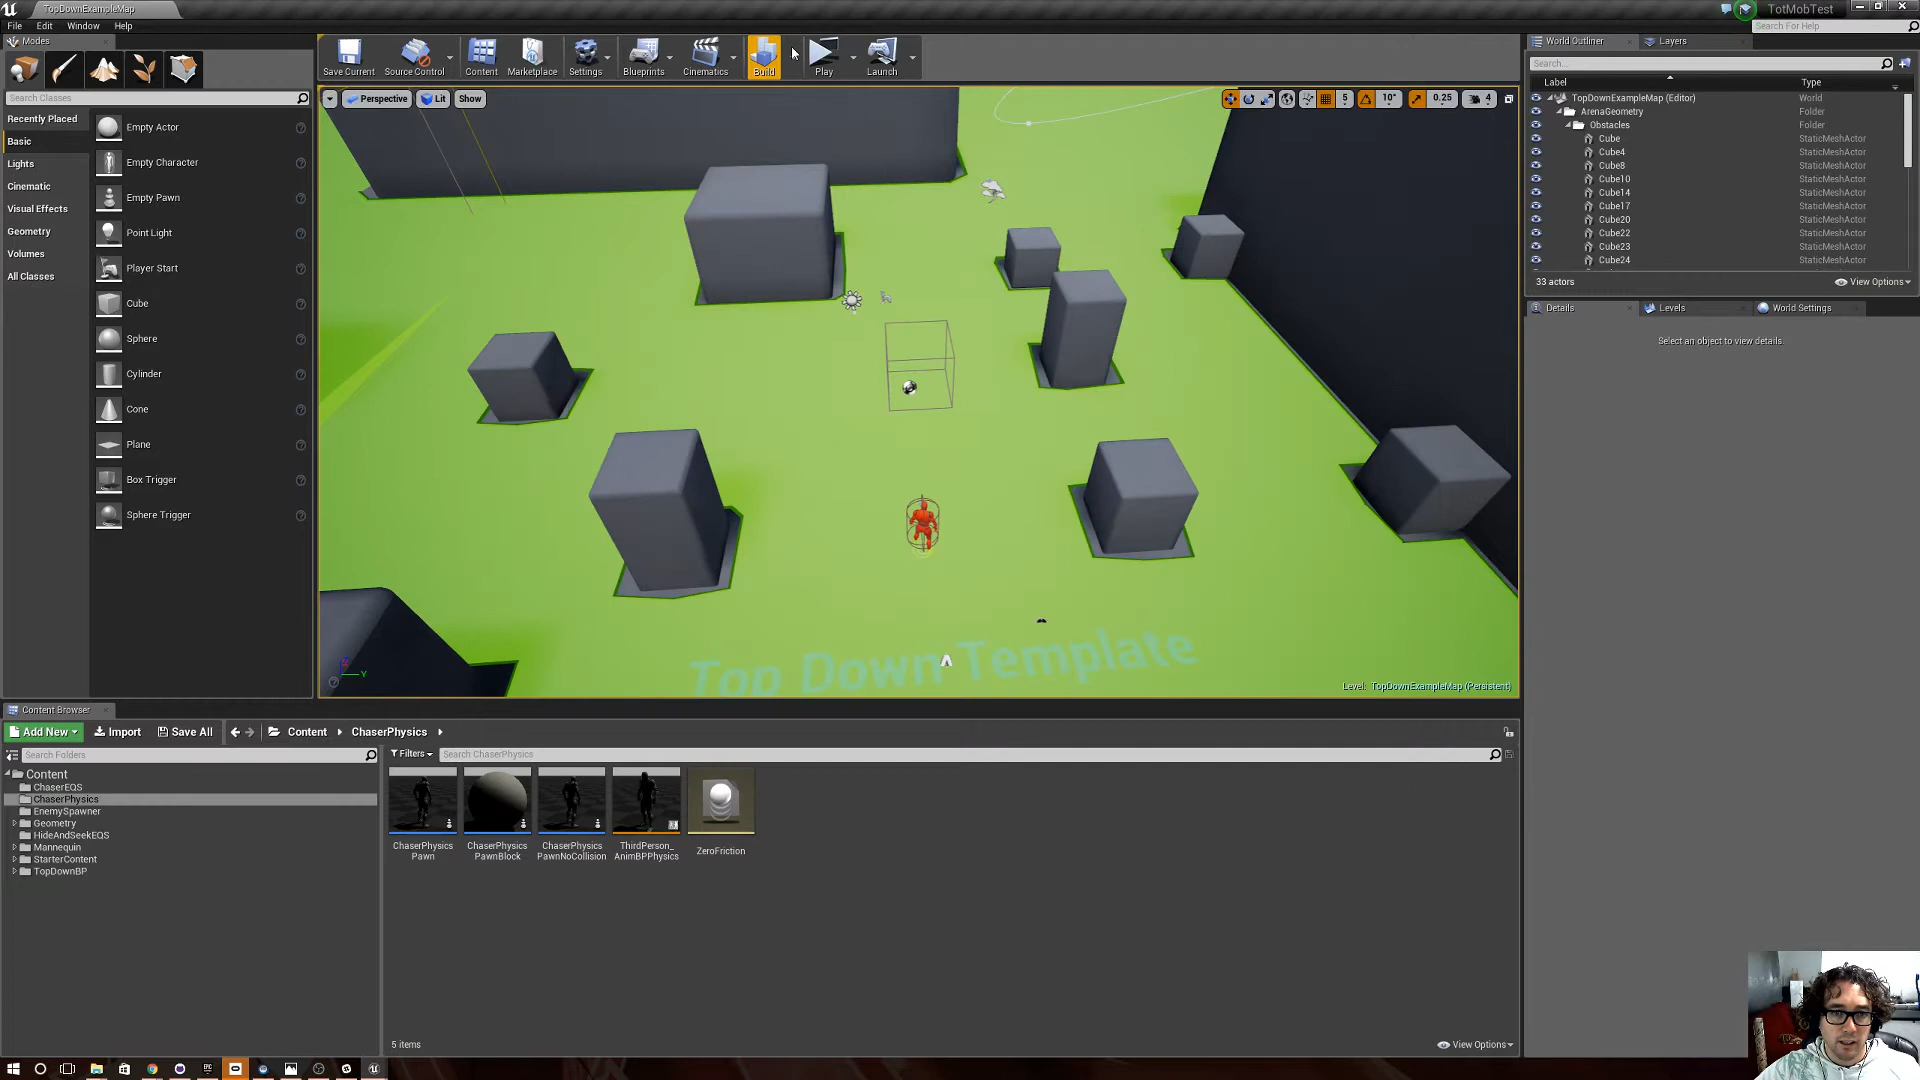 TopDownExampleMap
TotMobTest
File Edit Window Help
Search For Help
Modes
Save Current
Source Control
Content
Marketplace
Settings
Blueprints
Cinematics
Build
Play
Launch
Search Classes
Recently Placed
Basic
Lights
Cinematic
Visual Effects
Geometry
Volumes
All Classes
Empty Actor
Empty Character
Empty Pawn
Point Light
Player Start
Cube
Sphere
Cylinder
Cone
Plane
Box Trigger
Sphere Trigger
Perspective
Lit
Show
5
10°
0.25
4
Top Down Template
Y
Level: TopDownExampleMap (Persistent)
World Outliner
Layers
Search...
Label Type
TopDownExampleMap (Editor) World
ArenaGeometry Folder
Obstacles Folder
Cube StaticMeshActor
Cube4 StaticMeshActor
Cube8 StaticMeshActor
Cube10 StaticMeshActor
Cube14 StaticMeshActor
Cube17 StaticMeshActor
Cube20 StaticMeshActor
Cube22 StaticMeshActor
Cube23 StaticMeshActor
Cube24 StaticMeshActor
33 actors
View Options
Details
Levels
World Settings
Select an object to view details.
Content Browser
Add New
Import
Save All
Content
ChaserPhysics
Search Folders
Filters
Search ChaserPhysics
Content
ChaserEQS
ChaserPhysics
EnemySpawner
Geometry
HideAndSeekEQS
Mannequin
StarterContent
TopDownBP
ChaserPhysics
Pawn
ChaserPhysics
PawnBlock
ChaserPhysics
PawnNoCollision
ThirdPerson_
AnimBPPhysics
ZeroFriction
5 items
View Options